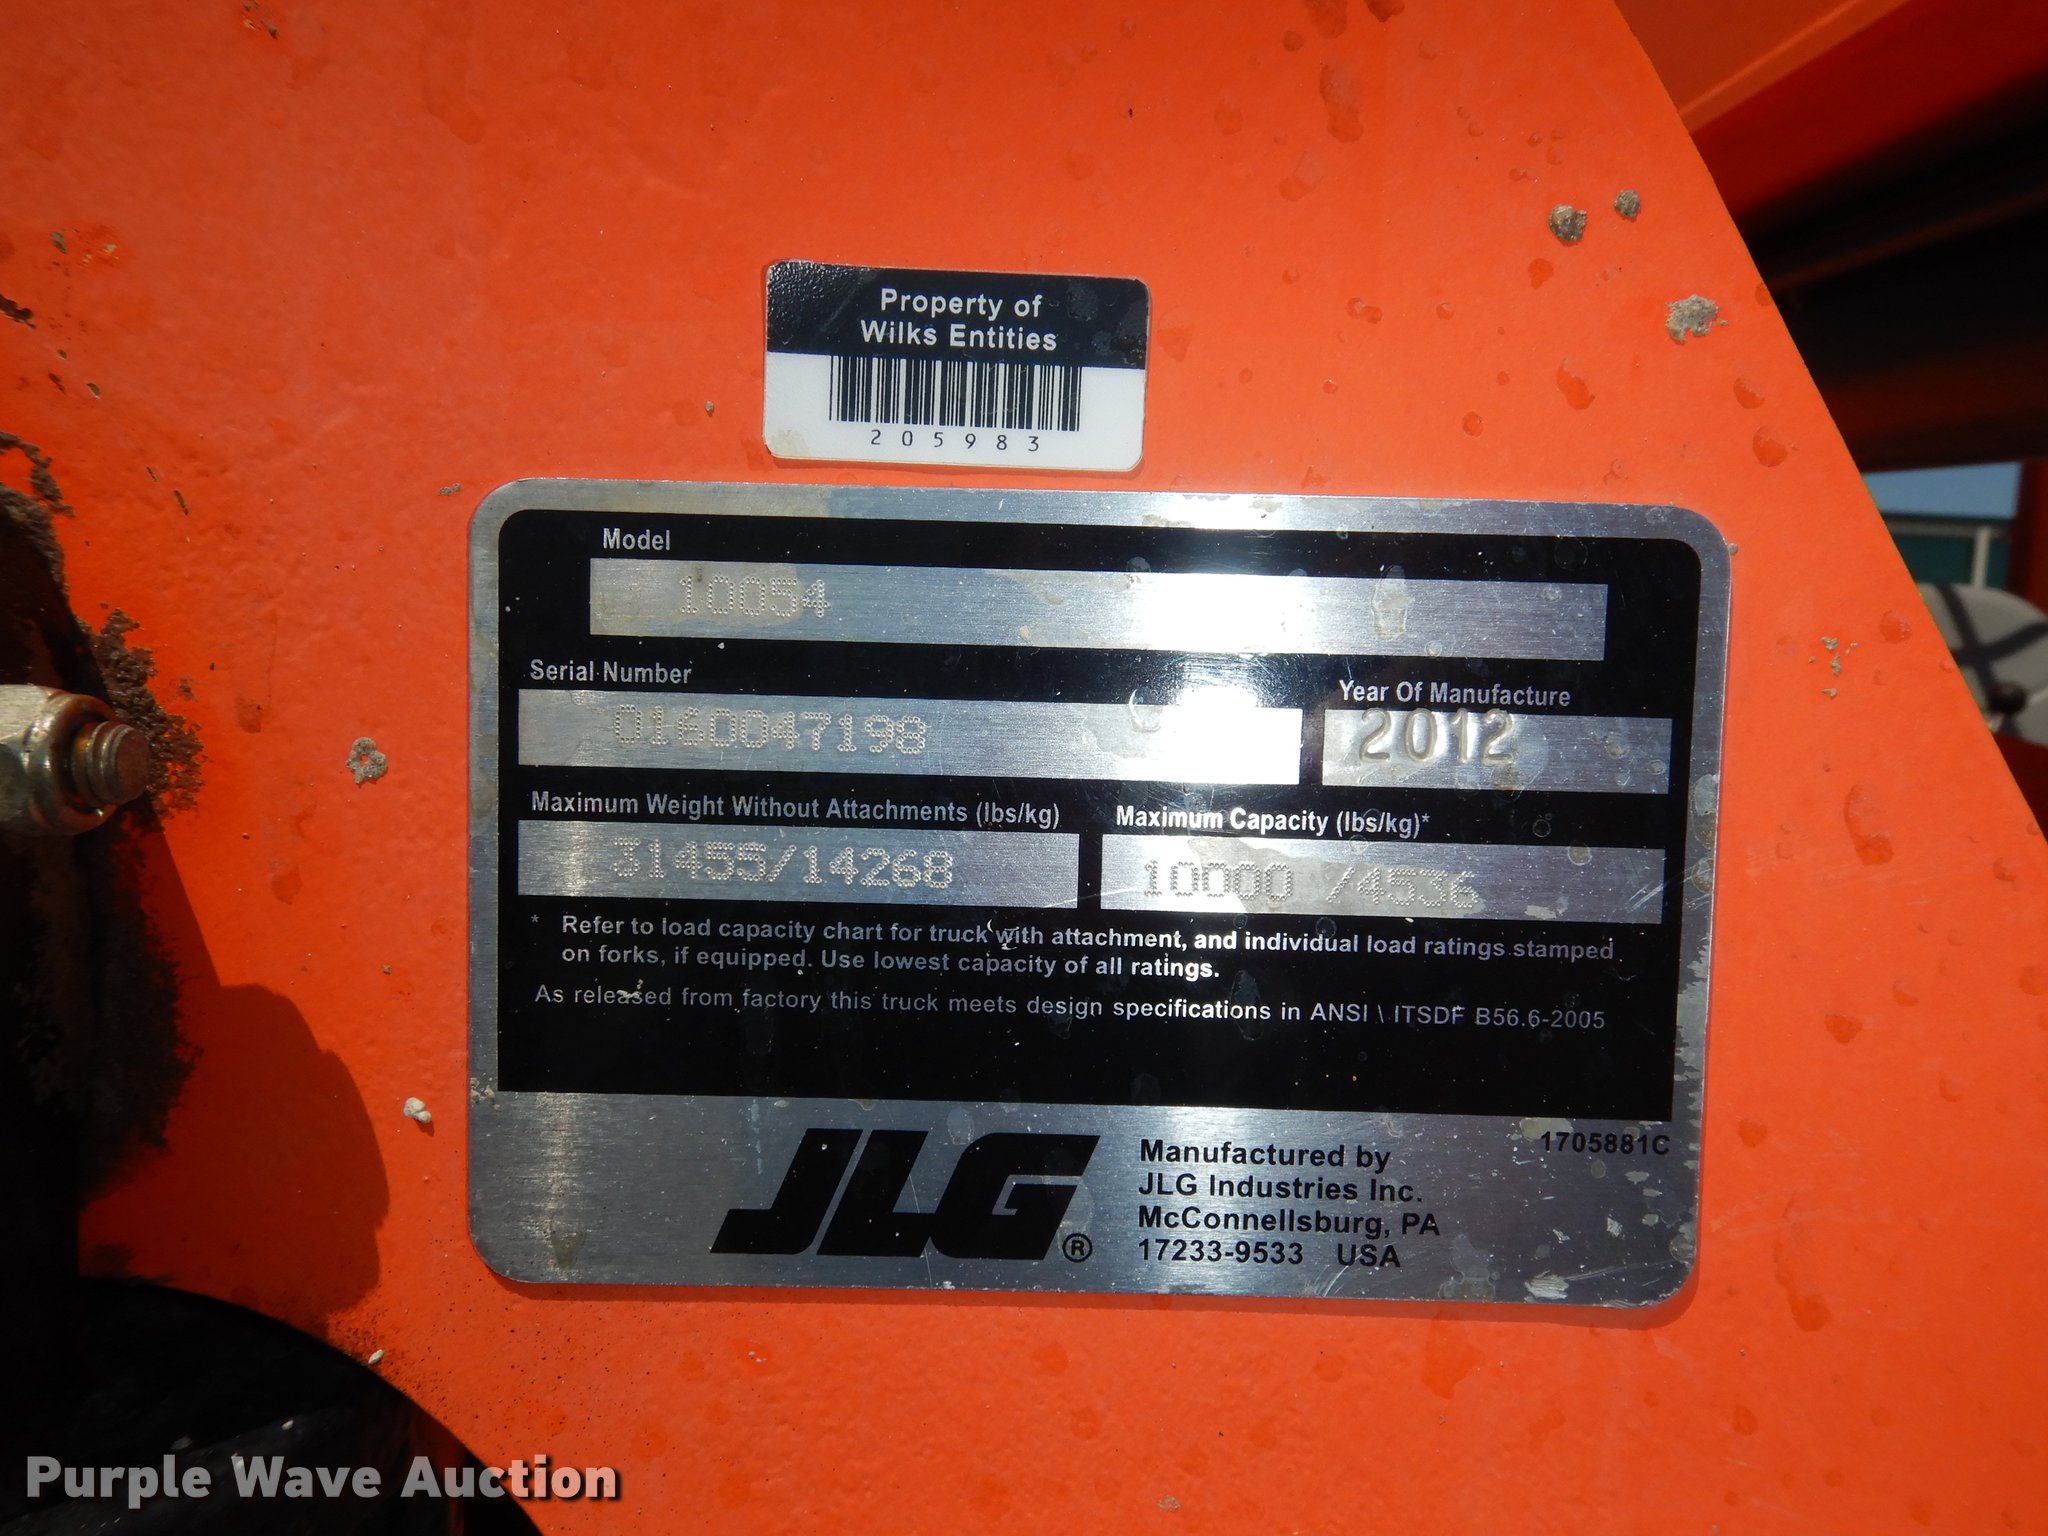 Property of
Wilks Entities
205983
Model
10054
Serial Number
0160047198
Year Of Manufacture
2012
Maximum Weight Without Attachments (lbs/kg)
31455/14268
Maximum Capacity (lbs/kg)*
10000 /4536
* Refer to load capacity chart for truck with attachment, and individual load ratings stamped
on forks, if equipped. Use lowest capacity of all ratings.
As released from factory this truck meets design specifications in ANSI \ ITSDF B56.6-2005
1705881C
JLG®
Manufactured by
JLG Industries Inc.
McConnellsburg, PA
17233-9533 USA
Purple Wave Auction